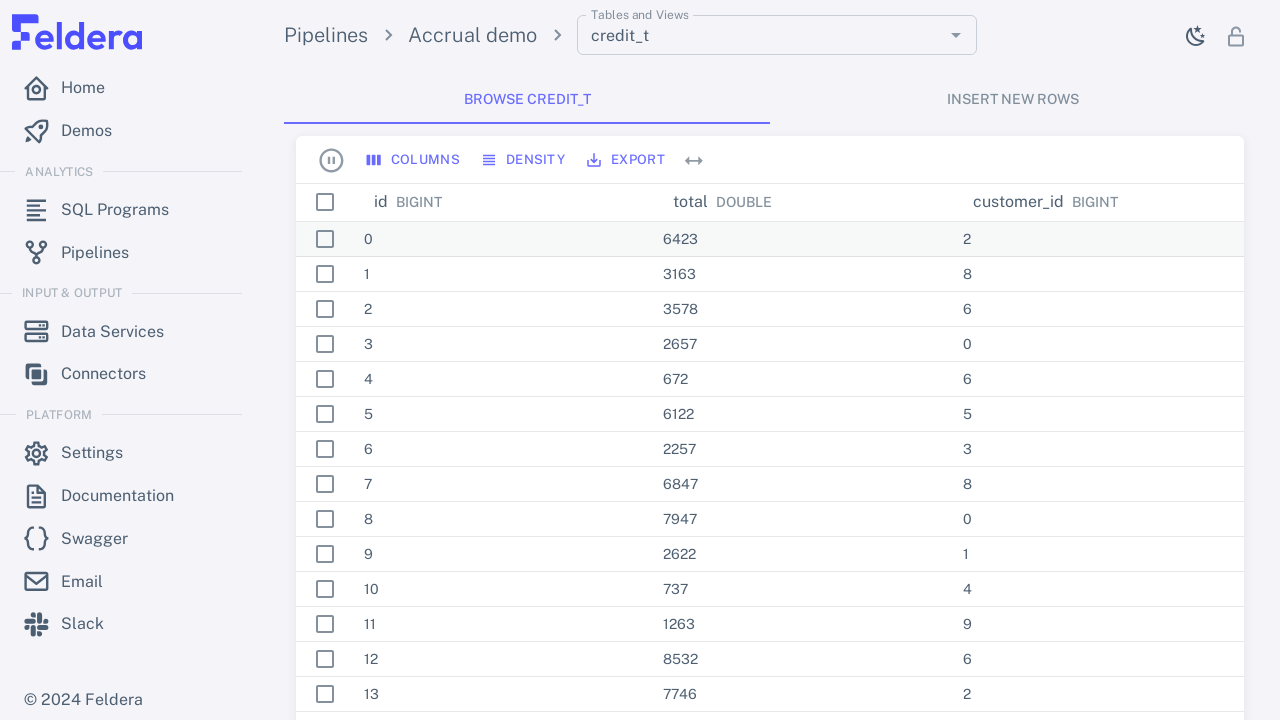 Feldera
Home
Demos
ANALYTICS
SQL Programs
Pipelines
INPUT & OUTPUT
Data Services
Connectors
PLATFORM
Settings
Documentation
Swagger
Email
Slack
© 2024 Feldera
Pipelines > Accrual demo >
Tables and Views
credit_t
BROWSE CREDIT_T INSERT NEW ROWS
COLUMNS DENSITY EXPORT
id BIGINT total DOUBLE customer_id BIGINT
0 6423 2
1 3163 8
2 3578 6
3 2657 0
4 672 6
5 6122 5
6 2257 3
7 6847 8
8 7947 0
9 2622 1
10 737 4
11 1263 9
12 8532 6
13 7746 2